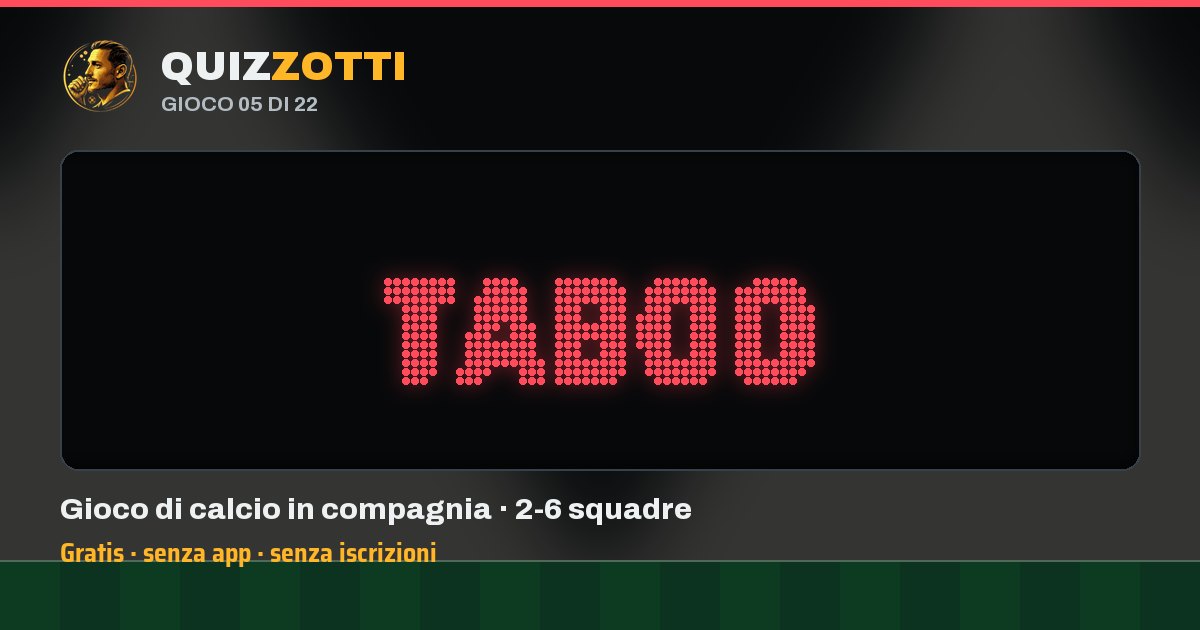 QUIZZOTTI
GIOCO 05 DI 22
TABOO
Gioco di calcio in compagnia · 2-6 squadre
Gratis · senza app · senza iscrizioni